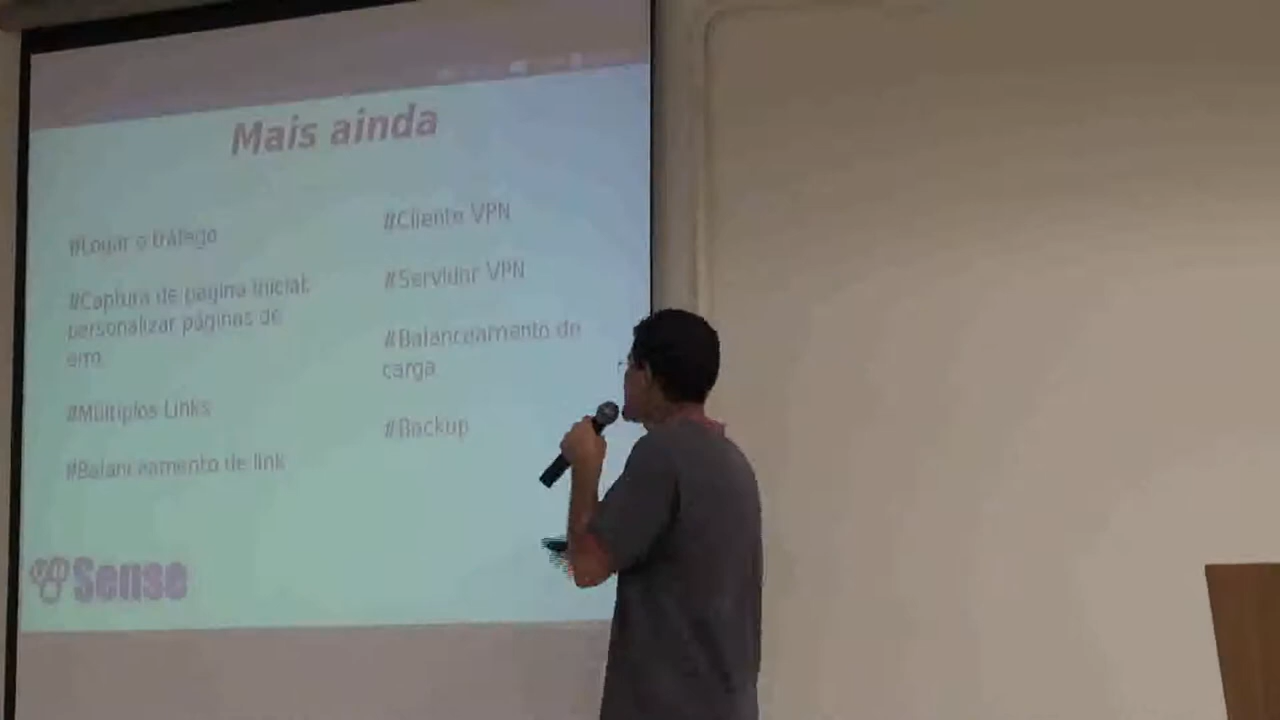 Mais ainda
#Logar o tráfego
#Captura de página inicial,
personalizar páginas de
erro
#Múltiplos Links
#Balanceamento de link
#Cliente VPN
#Servidor VPN
#Balanceamento de
carga
#Backup
Sense